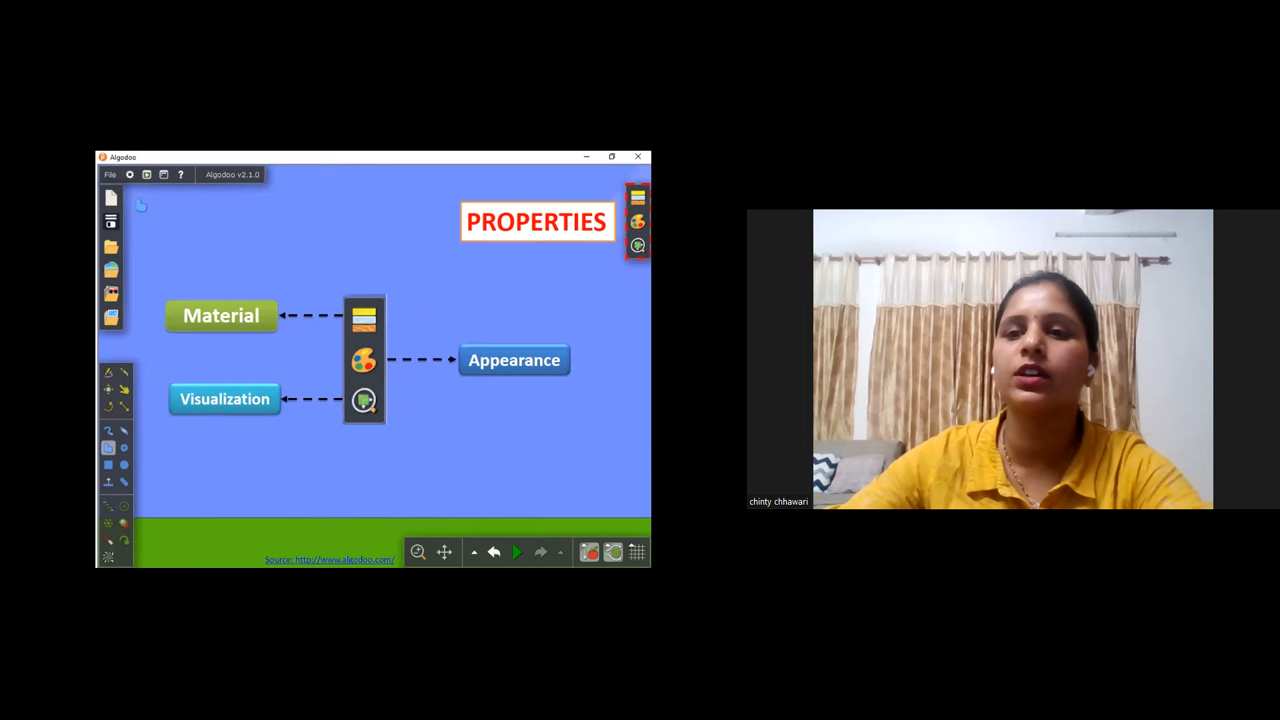 Algodoo
File
?
Algodoo v2.1.0
PROPERTIES
Material
Appearance
Visualization
Source: http://www.algodoo.com/
chinty chhawari